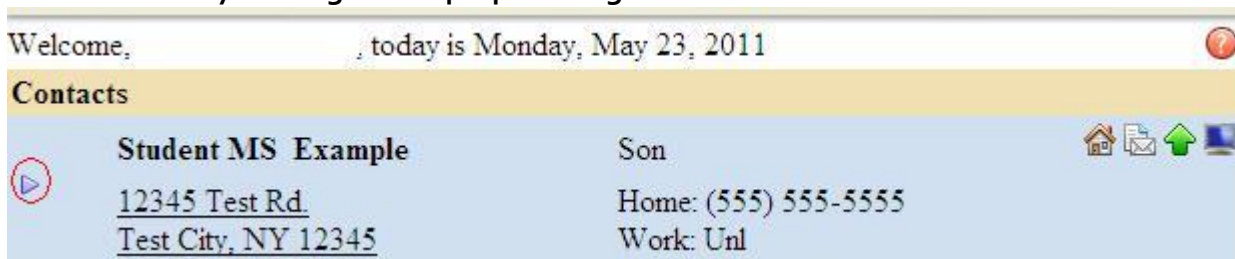 Welcome, , today is Monday, May 23, 2011
Contacts
Student MS Example Son
12345 Test Rd. Home: (555) 555-5555
Test City, NY 12345 Work: Unl